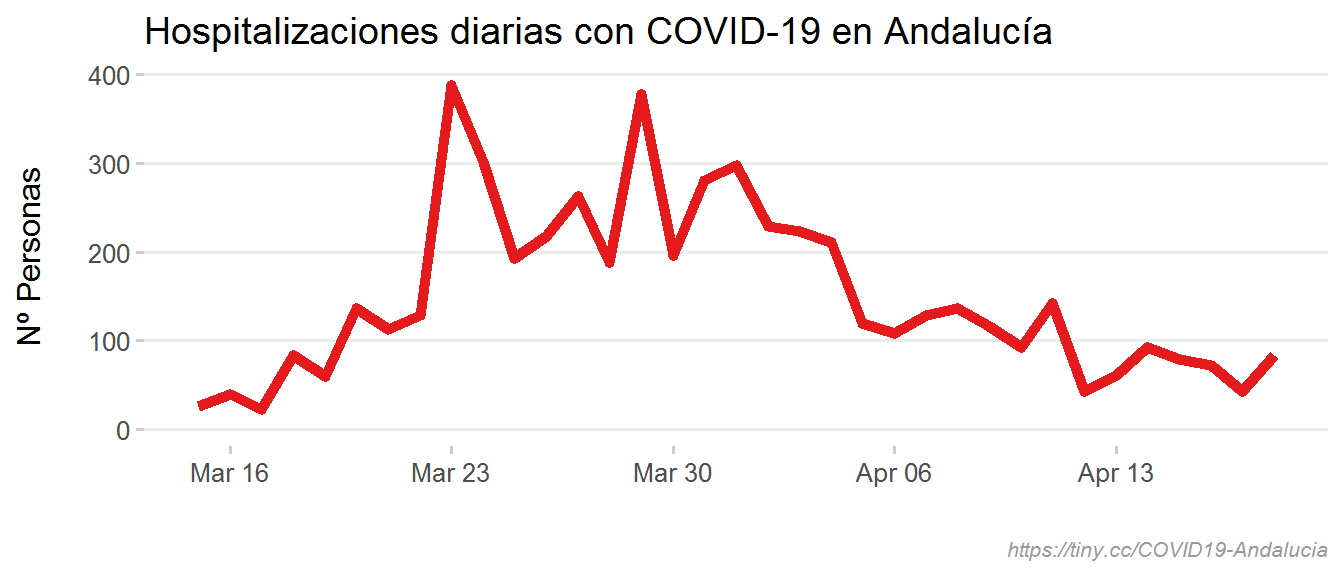 Hospitalizaciones diarias con COVID-19 en Andalucía
Nº Personas
400
300
200
100
0
Mar 16 Mar 23 Mar 30 Apr 06 Apr 13
https://tiny.cc/COVID19-Andalucia